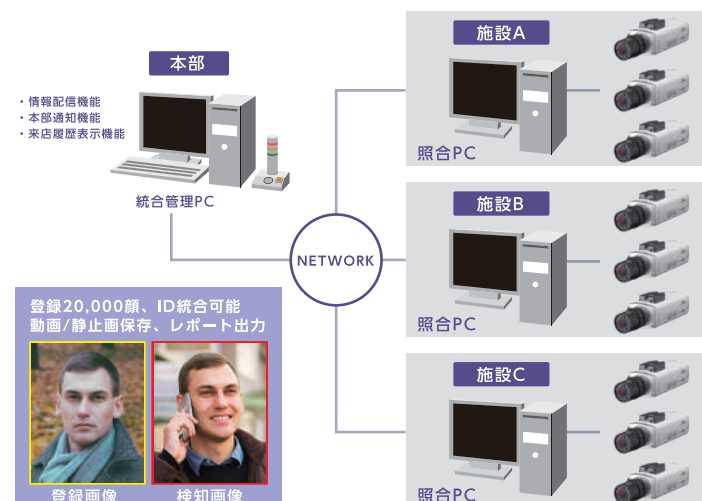 本部
・情報配信機能
・本部通知機能
・来店履歴表示機能
統合管理PC
NETWORK
施設A
照合PC
施設B
照合PC
施設C
照合PC
登録20,000顔、ID統合可能
動画/静止画保存、レポート出力
登録画像
検知画像